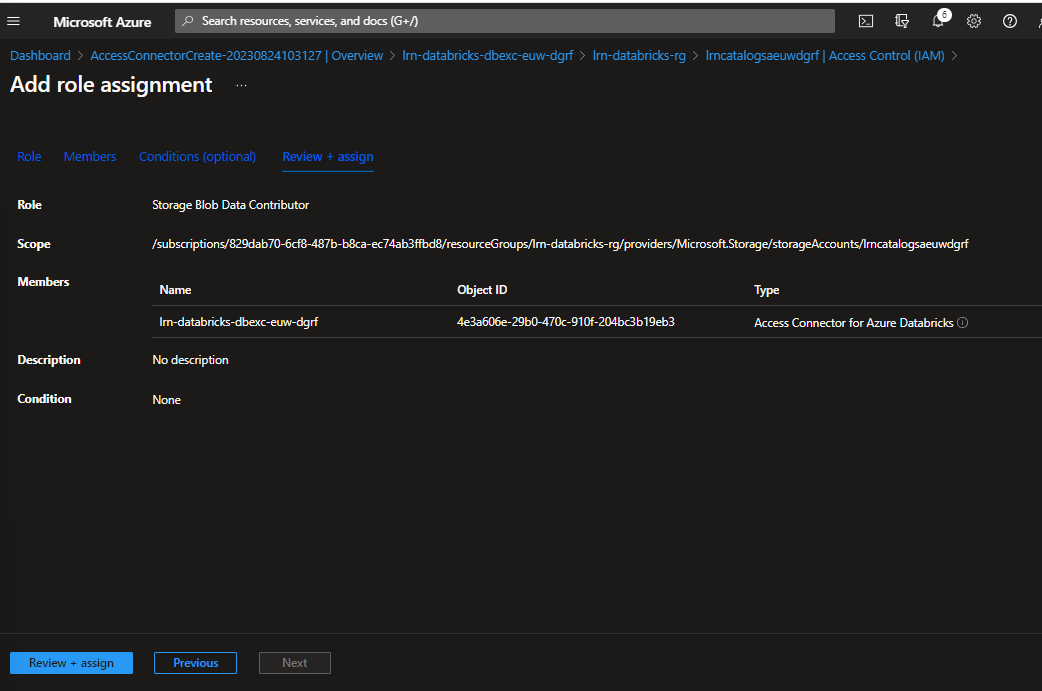 Microsoft Azure
Search resources, services, and docs (G+/)
6
Dashboard > AccessConnectorCreate-20230824103127 | Overview > lrn-databricks-dbexc-euw-dgrf > lrn-databricks-rg > lrncatalogsaeuwdgrf | Access Control (IAM) >
Add role assignment ...
Role Members Conditions (optional) Review + assign
Role Storage Blob Data Contributor
Scope /subscriptions/829dab70-6cf8-487b-b8ca-ec74ab3ffbd8/resourceGroups/lrn-databricks-rg/providers/Microsoft.Storage/storageAccounts/lrncatalogsaeuwdgrf
Members
Name Object ID Type
lrn-databricks-dbexc-euw-dgrf 4e3a606e-29b0-470c-910f-204bc3b19eb3 Access Connector for Azure Databricks
Description No description
Condition None
Review + assign Previous Next